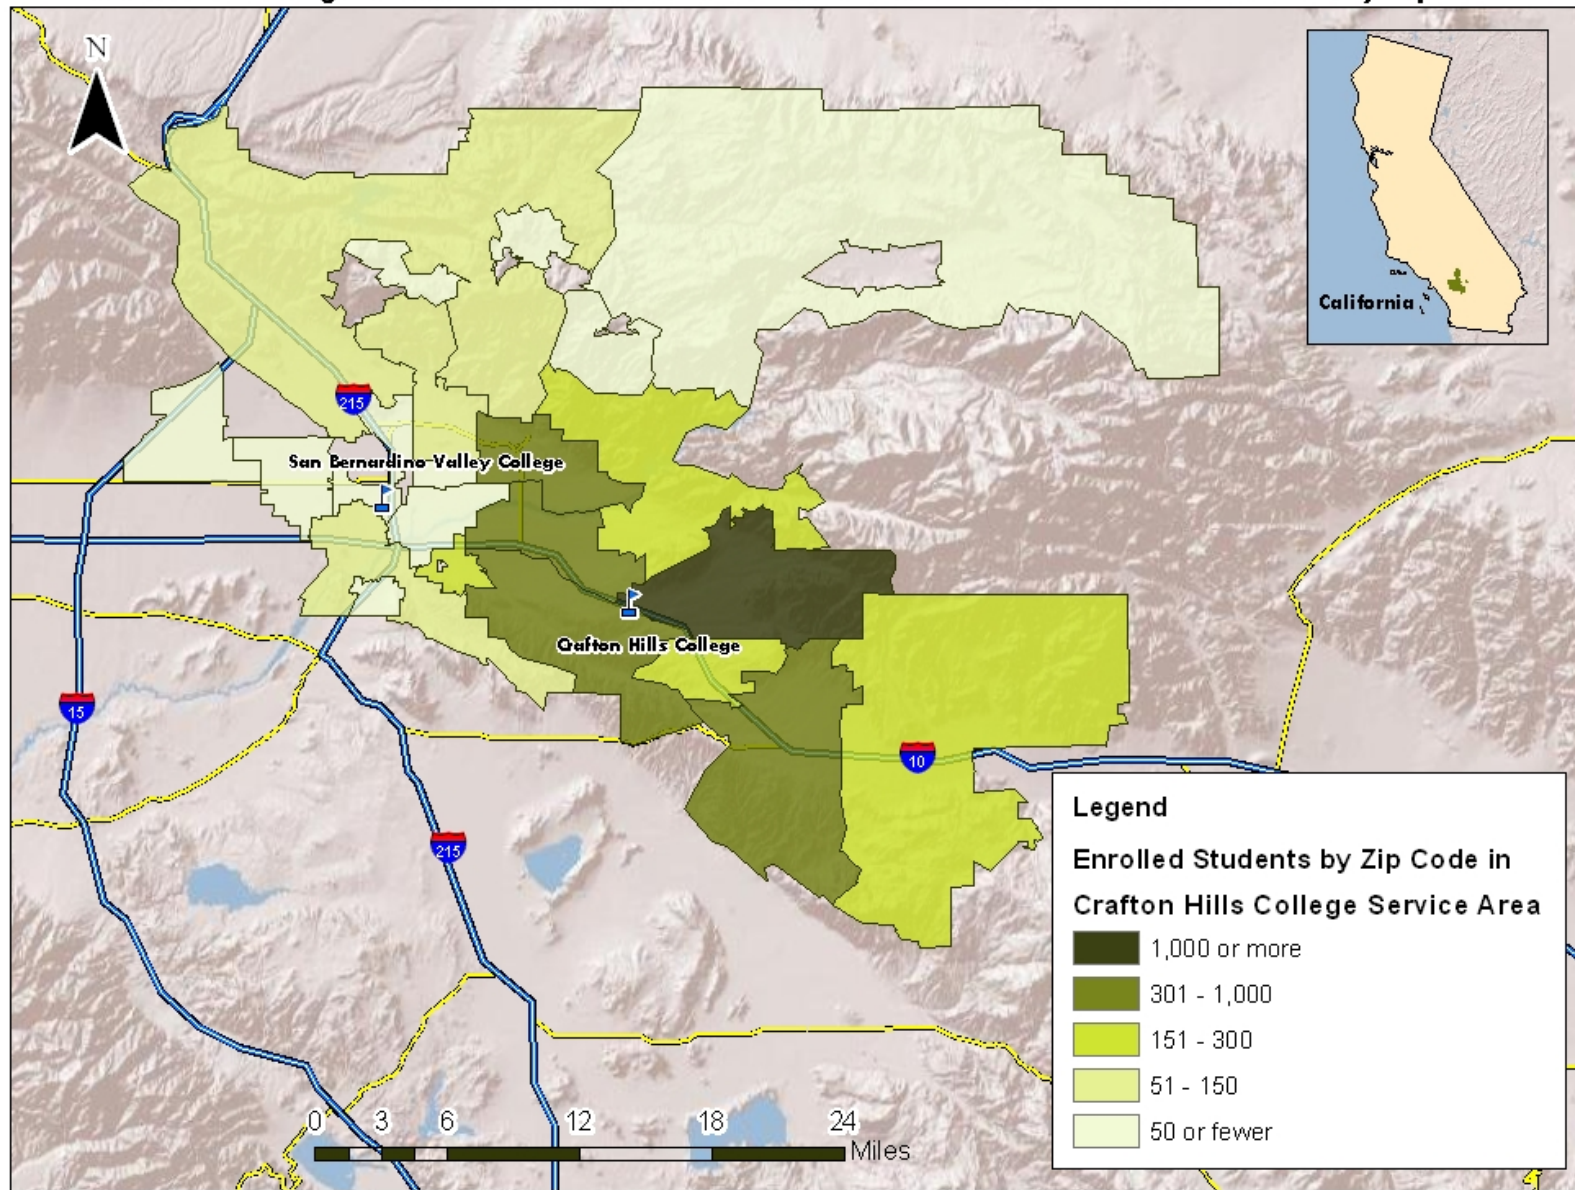 N
California
215
San Bernardino Valley College
Crafton Hills College
15
10
215
Legend
Enrolled Students by Zip Code in
Crafton Hills College Service Area
1,000 or more
301 - 1,000
151 - 300
51 - 150
50 or fewer
0 3 6 12 18 24
Miles